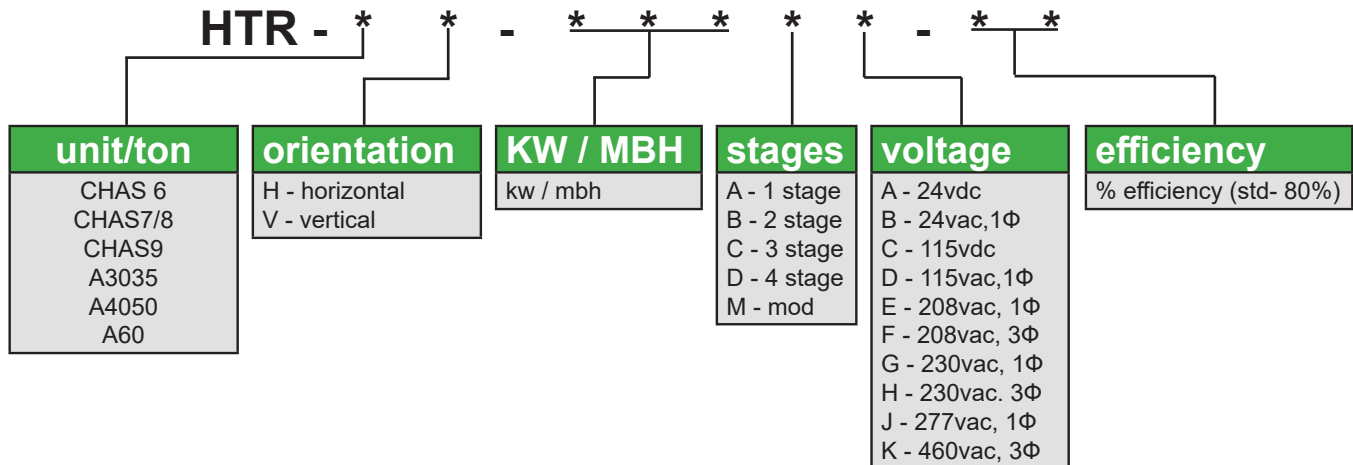 HTR - * * - * * * * * - * *
unit/ton
CHAS 6
CHAS7/8
CHAS9
A3035
A4050
A60
orientation
H - horizontal
V - vertical
KW / MBH
kw / mbh
stages
A - 1 stage
B - 2 stage
C - 3 stage
D - 4 stage
M - mod
voltage
A - 24vdc
B - 24vac,1Φ
C - 115vdc
D - 115vac,1Φ
E - 208vac, 1Φ
F - 208vac, 3Φ
G - 230vac, 1Φ
H - 230vac. 3Φ
J - 277vac, 1Φ
K - 460vac, 3Φ
efficiency
% efficiency (std- 80%)